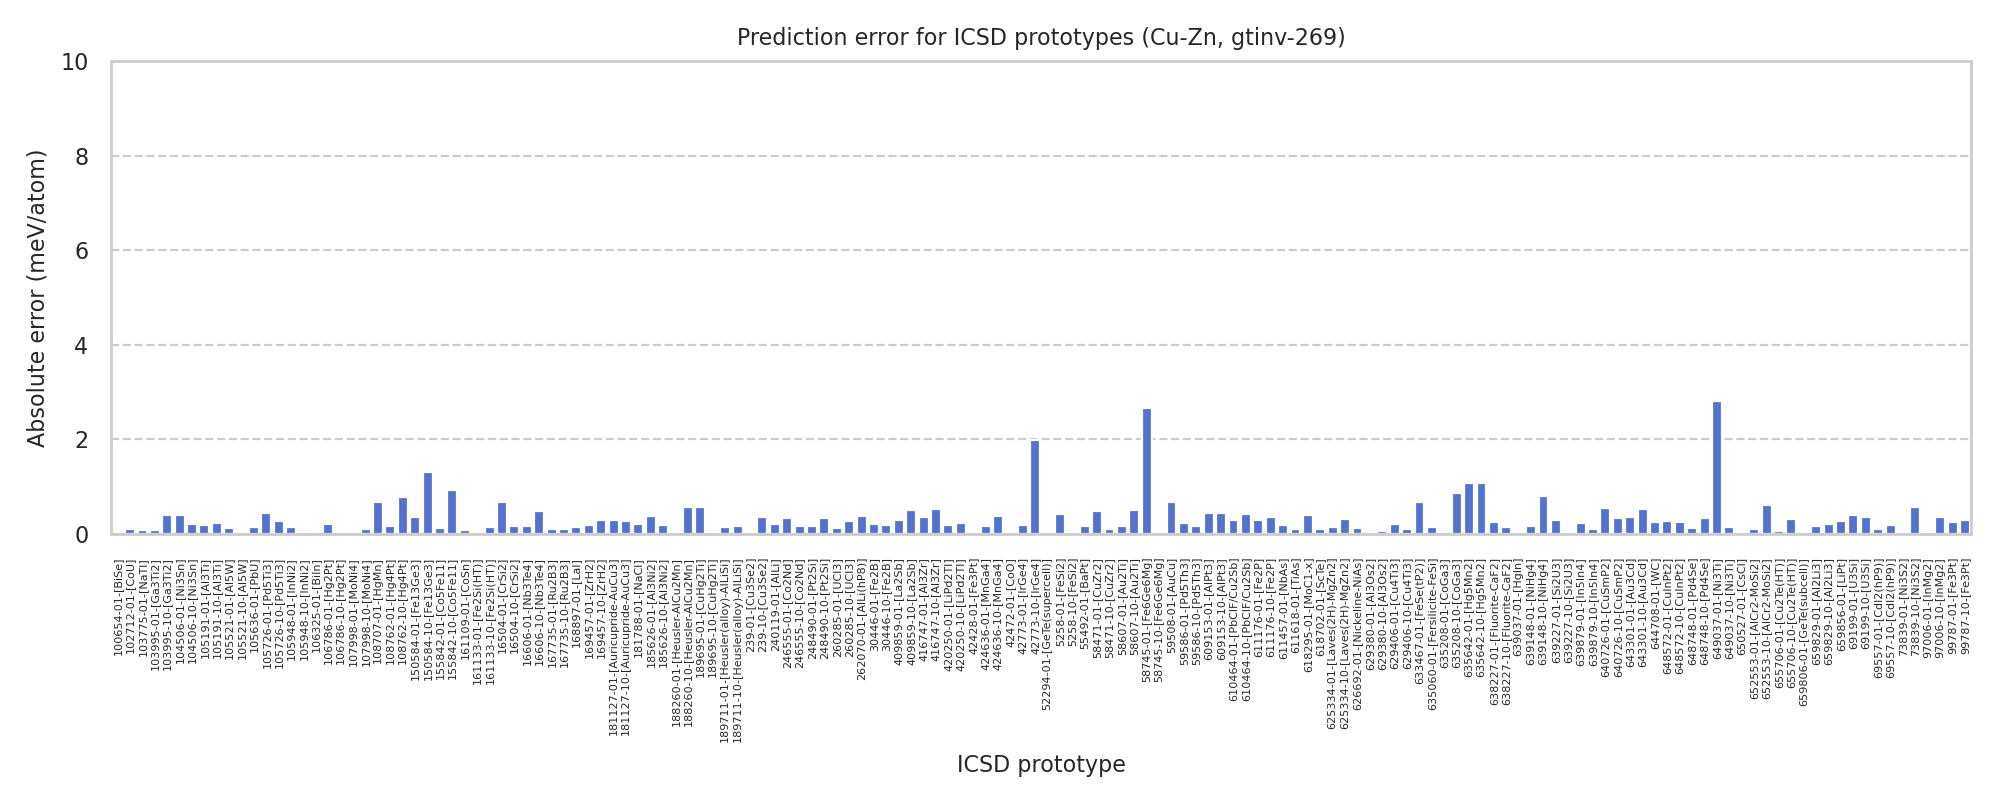 Prediction error for ICSD prototypes (Cu-Zn, gtinv-269)
Absolute error (meV/atom)
10
8
6
4
2
0
100654-01-[BiSe]
102712-01-[CoU]
103775-01-[NaTl]
103995-01-[Ga3Ti2]
103995-10-[Ga3Ti2]
104506-01-[Ni3Sn]
104506-10-[Ni3Sn]
105191-01-[Al3Ti]
105191-10-[Al3Ti]
105521-01-[Al5W]
105521-10-[Al5W]
105636-01-[PbU]
105726-01-[Pd5Ti3]
105726-10-[Pd5Ti3]
105948-01-[InNi2]
105948-10-[InNi2]
106325-01-[BiIn]
106786-01-[Hg2Pt]
106786-10-[Hg2Pt]
107998-01-[MoNi4]
107998-10-[MoNi4]
108707-01-[HgMn]
108762-01-[Hg4Pt]
108762-10-[Hg4Pt]
150584-01-[Fe13Ge3]
150584-10-[Fe13Ge3]
155842-01-[Co5Fe11]
155842-10-[Co5Fe11]
161109-01-[CoSn]
161133-01-[Fe2Si(HT)]
161133-10-[Fe2Si(HT)]
16504-01-[CrSi2]
16504-10-[CrSi2]
16606-01-[Nb3Te4]
16606-10-[Nb3Te4]
167735-01-[Ru2B3]
167735-10-[Ru2B3]
168897-01-[LaI]
169457-01-[ZrH2]
169457-10-[ZrH2]
181127-01-[Auricupride-AuCu3]
181127-10-[Auricupride-AuCu3]
181788-01-[NaCl]
185626-01-[Al3Ni2]
185626-10-[Al3Ni2]
188260-01-[Heusler-AlCu2Mn]
188260-10-[Heusler-AlCu2Mn]
189695-01-[CuHg2Ti]
189695-10-[CuHg2Ti]
189711-01-[Heusler(alloy)-AlLiSi]
189711-10-[Heusler(alloy)-AlLiSi]
239-01-[Cu3Se2]
239-10-[Cu3Se2]
240119-01-[AlLi]
246555-01-[Co2Nd]
246555-10-[Co2Nd]
248490-01-[Pt2Si]
248490-10-[Pt2Si]
260285-01-[UCl3]
260285-10-[UCl3]
262070-01-[AlLi(hP8)]
30446-01-[Fe2B]
30446-10-[Fe2B]
409859-01-[La2Sb]
409859-10-[La2Sb]
416747-01-[Al3Zr]
416747-10-[Al3Zr]
420250-01-[LiPd2Tl]
420250-10-[LiPd2Tl]
42428-01-[Fe3Pt]
424636-01-[MnGa4]
424636-10-[MnGa4]
42472-01-[CoO]
42773-01-[IrGe4]
42773-10-[IrGe4]
52294-01-[GeTe(supercell)]
5258-01-[FeSi2]
5258-10-[FeSi2]
55492-01-[BaPt]
58471-01-[CuZr2]
58471-10-[CuZr2]
58607-01-[Au2Ti]
58607-10-[Au2Ti]
58745-01-[Fe6Ge6Mg]
58745-10-[Fe6Ge6Mg]
59508-01-[AuCu]
59586-01-[Pd5Th3]
59586-10-[Pd5Th3]
609153-01-[AlPt3]
609153-10-[AlPt3]
610464-01-[PbClF/Cu2Sb]
610464-10-[PbClF/Cu2Sb]
611176-01-[Fe2P]
611176-10-[Fe2P]
611457-01-[NbAs]
611618-01-[TiAs]
618295-01-[MoC1-x]
618702-01-[ScTe]
625334-01-[Laves(2H)-MgZn2]
625334-10-[Laves(2H)-MgZn2]
626692-01-[Nickeline-NiAs]
629380-01-[Al3Os2]
629380-10-[Al3Os2]
629406-01-[Cu4Ti3]
629406-10-[Cu4Ti3]
633467-01-[FeSe(tP2)]
635060-01-[Fersilicite-FeSi]
635208-01-[CoGa3]
635208-10-[CoGa3]
635642-01-[Hg5Mn2]
635642-10-[Hg5Mn2]
638227-01-[Fluorite-CaF2]
638227-10-[Fluorite-CaF2]
639037-01-[HgIn]
639148-01-[NiHg4]
639148-10-[NiHg4]
639227-01-[Si2U3]
639227-10-[Si2U3]
639879-01-[In5In4]
639879-10-[In5In4]
640726-01-[CuSmP2]
640726-10-[CuSmP2]
643301-01-[Au3Cd]
643301-10-[Au3Cd]
644708-01-[WC]
648572-01-[CuInPt2]
648572-10-[CuInPt2]
648748-01-[Pd4Se]
648748-10-[Pd4Se]
649037-01-[Ni3Ti]
649037-10-[Ni3Ti]
650527-01-[CsCl]
652553-01-[AlCr2-MoSi2]
652553-10-[AlCr2-MoSi2]
655706-01-[Cu2Te(HT)]
655706-10-[Cu2Te(HT)]
659806-01-[GeTe(subcell)]
659829-01-[Al2Li3]
659829-10-[Al2Li3]
659856-01-[LiPt]
69199-01-[U3Si]
69199-10-[U3Si]
69557-01-[CdI2(hP9)]
69557-10-[CdI2(hP9)]
73839-01-[Ni3S2]
73839-10-[Ni3S2]
97006-01-[InMg2]
97006-10-[InMg2]
99787-01-[Fe3Pt]
99787-10-[Fe3Pt]
ICSD prototype